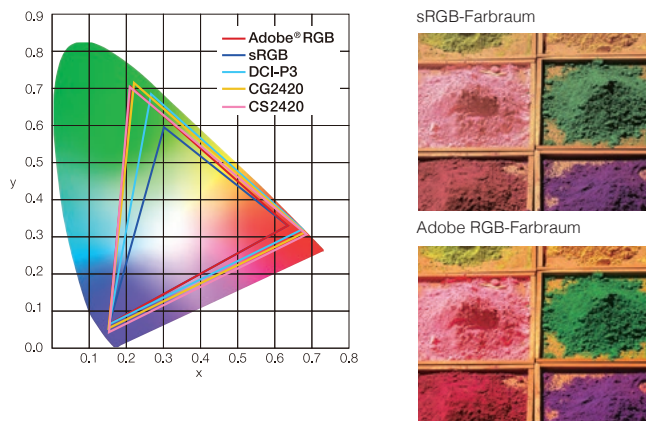 0.9
0.8
0.7
0.6
0.5
0.4
0.3
0.2
0.1
0.0
y
0.1 0.2 0.3 0.4 0.5 0.6 0.7 0.8
x
Adobe® RGB
sRGB
DCI-P3
CG2420
CS2420
sRGB-Farbraum
Adobe RGB-Farbraum